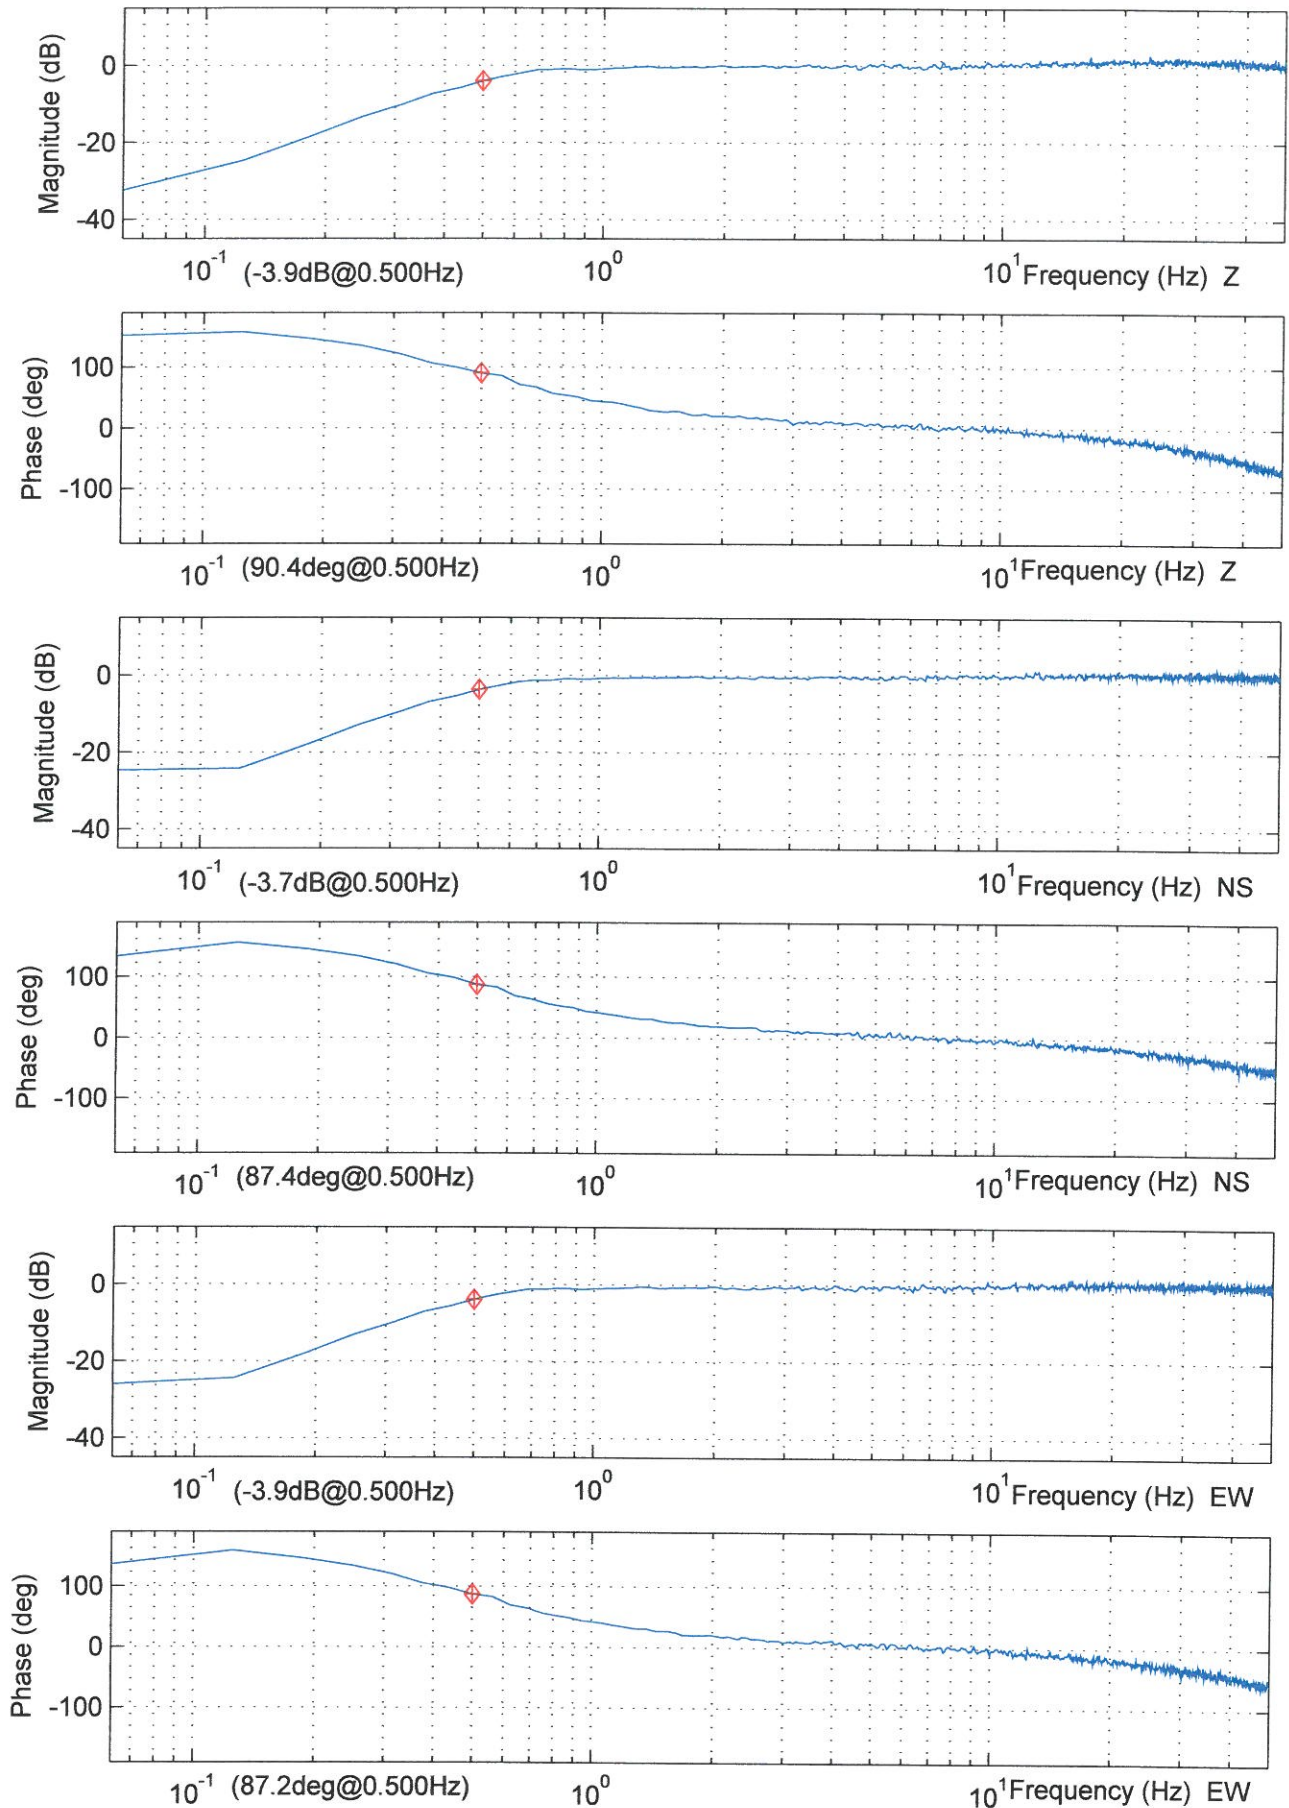 Magnitude (dB)
0
-20
-40
10-1 (-3.9dB@0.500Hz) 100 101 Frequency (Hz) Z
Phase (deg)
100
0
-100
10-1 (90.4deg@0.500Hz) 100 101 Frequency (Hz) Z
Magnitude (dB)
0
-20
-40
10-1 (-3.7dB@0.500Hz) 100 101 Frequency (Hz) NS
Phase (deg)
100
0
-100
10-1 (87.4deg@0.500Hz) 100 101 Frequency (Hz) NS
Magnitude (dB)
0
-20
-40
10-1 (-3.9dB@0.500Hz) 100 101 Frequency (Hz) EW
Phase (deg)
100
0
-100
10-1 (87.2deg@0.500Hz) 100 101 Frequency (Hz) EW